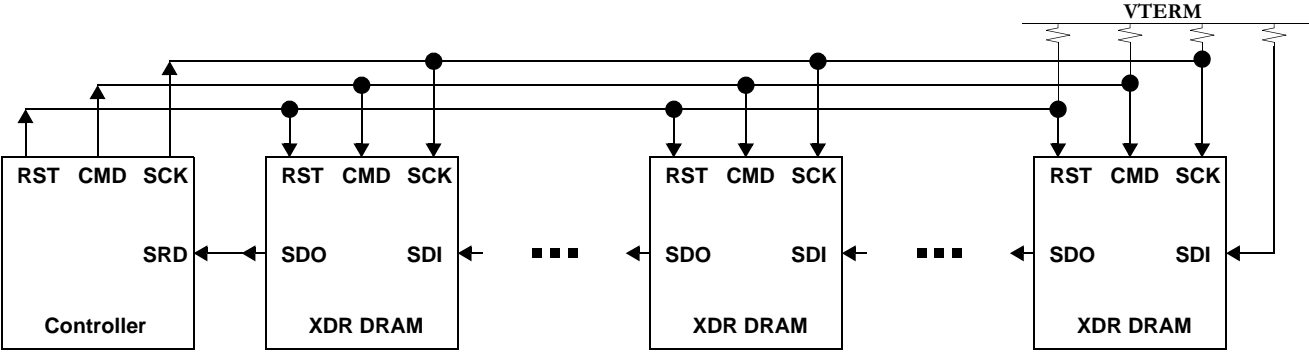 VTERM
RST CMD SCK RST CMD SCK RST CMD SCK RST CMD SCK
SRD SDO SDI SDO SDI SDO SDI
Controller XDR DRAM XDR DRAM XDR DRAM